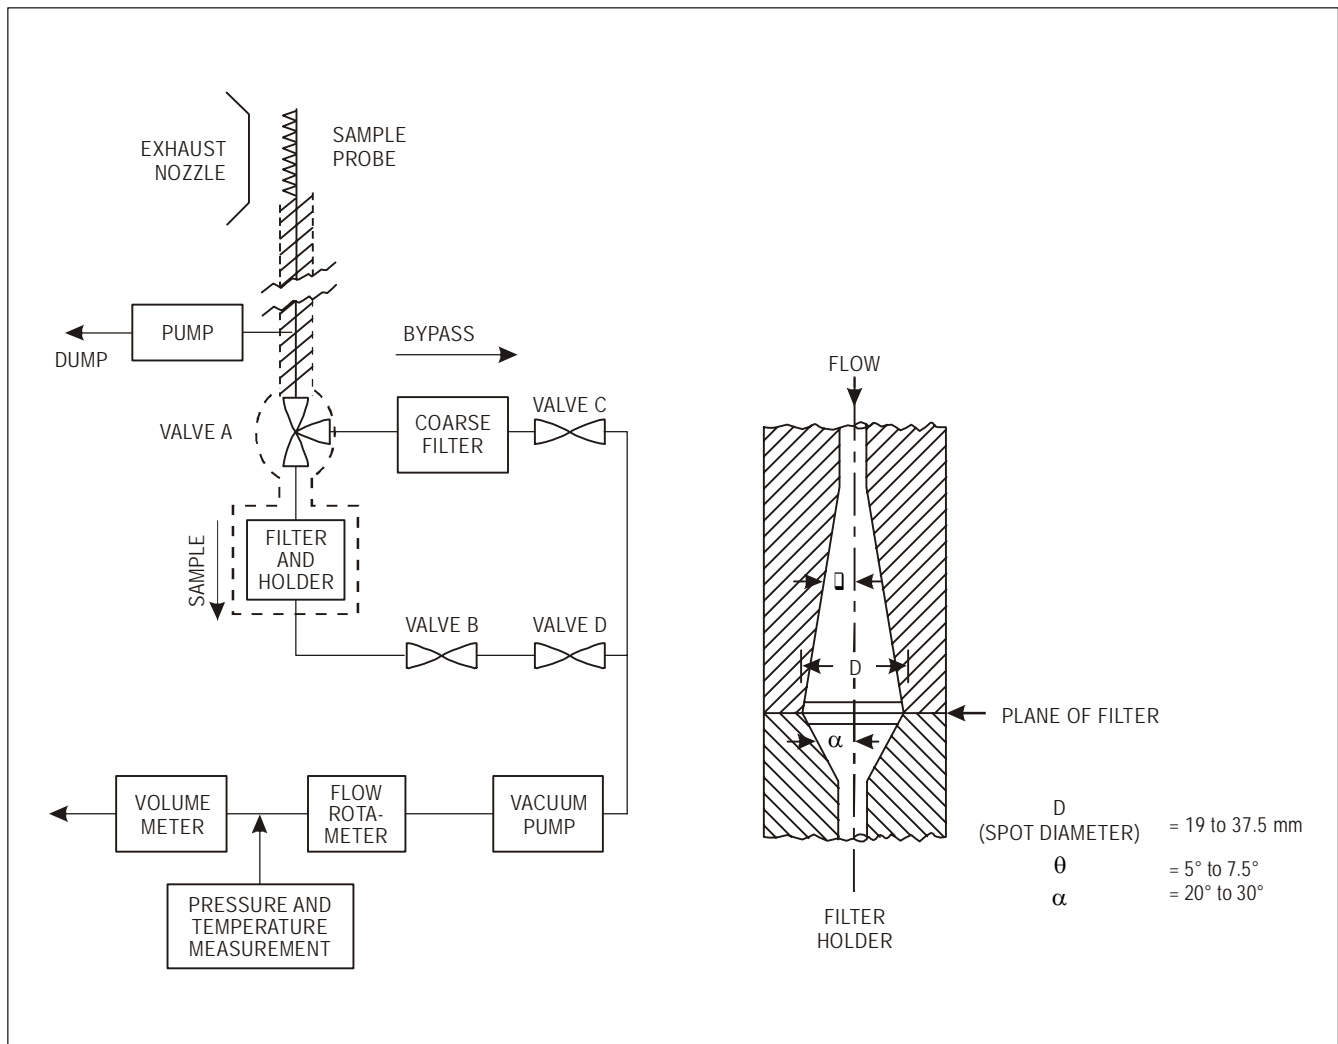 EXHAUST
NOZZLE
SAMPLE
PROBE
PUMP
DUMP
BYPASS
VALVE A
COARSE
FILTER
VALVE C
SAMPLE
FILTER
AND
HOLDER
VALVE B
VALVE D
VOLUME
METER
FLOW
ROTA-
METER
VACUUM
PUMP
PRESSURE AND
TEMPERATURE
MEASUREMENT
FLOW
D
PLANE OF FILTER
α
FILTER
HOLDER
D
(SPOT DIAMETER) = 19 to 37.5 mm
θ = 5° to 7.5°
α = 20° to 30°